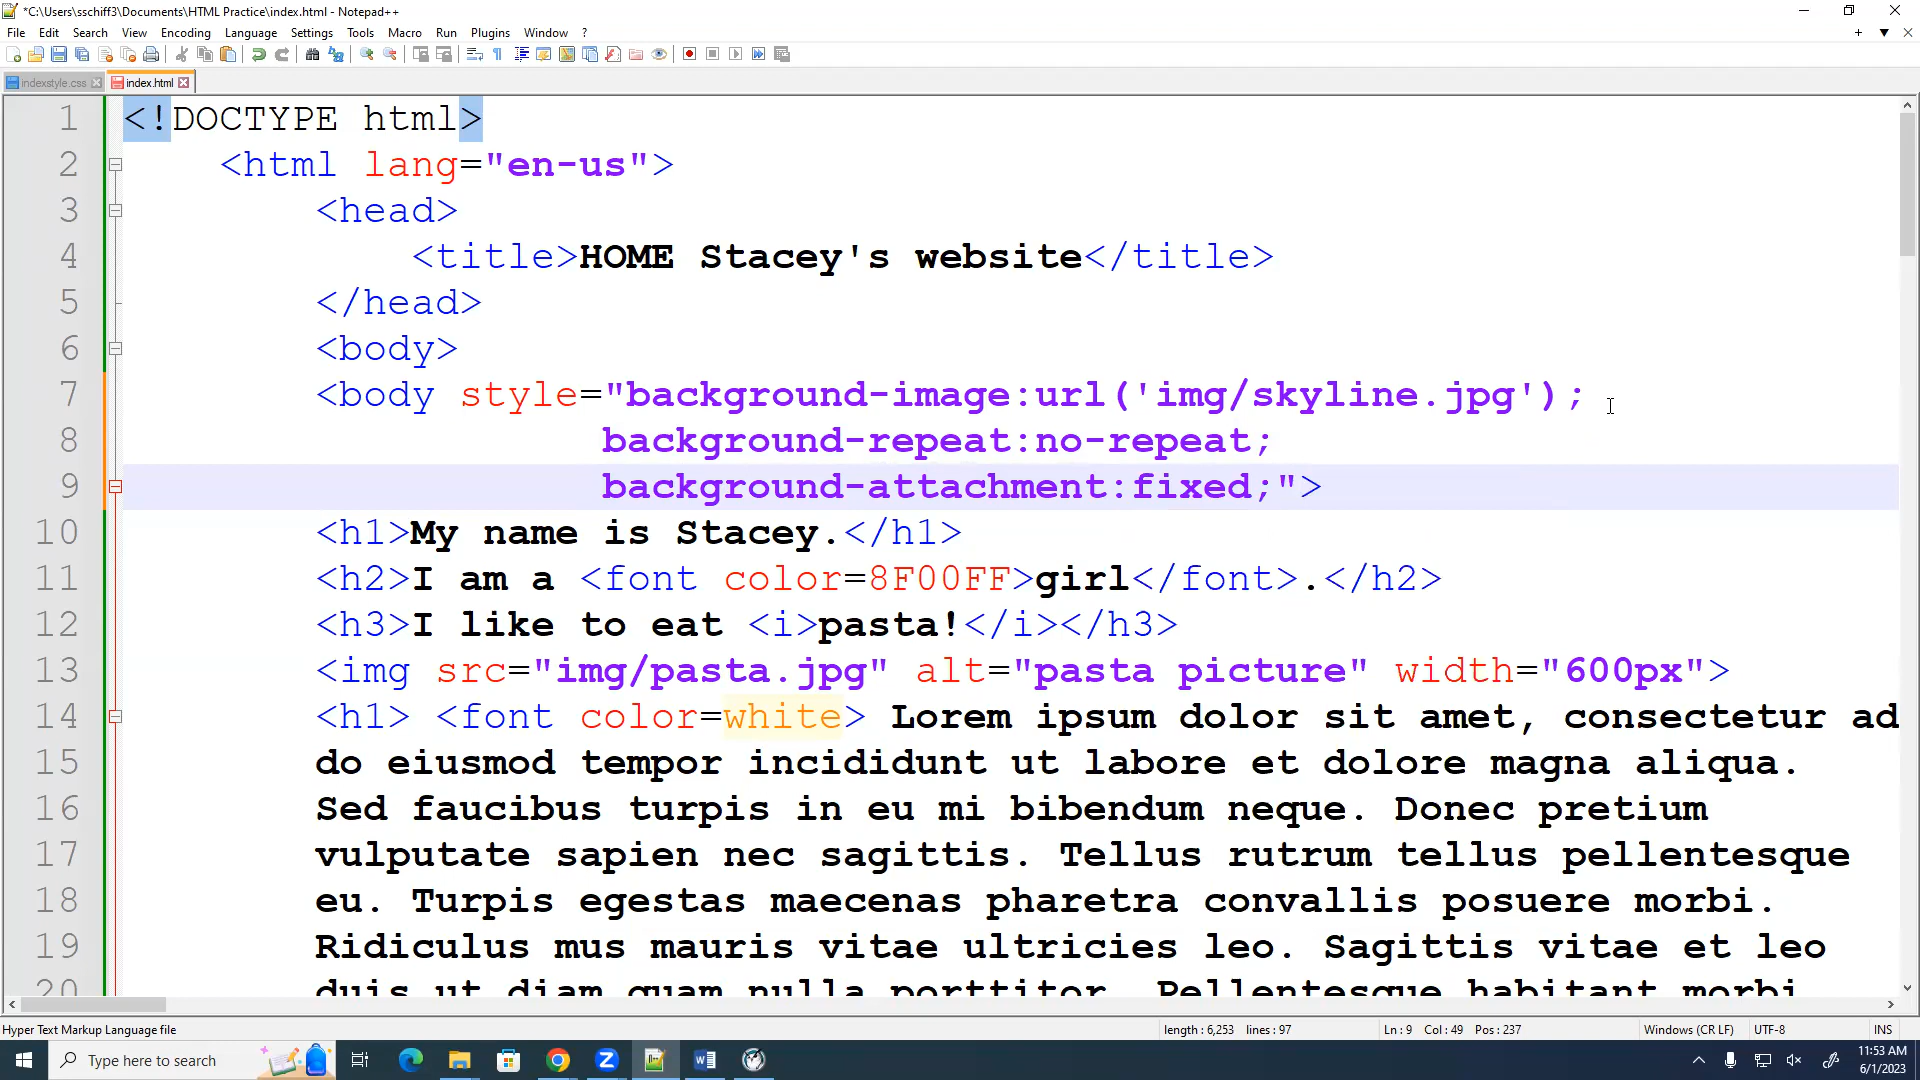 *C:\Users\sschiff3\Documents\HTML Practice\index.html - Notepad++
File Edit Search View Encoding Language Settings Tools Macro Run Plugins Window ?
indexstyle.css index.html
1 <!DOCTYPE html>
2 <html lang="en-us">
3 <head>
4 <title>HOME Stacey's website</title>
5 </head>
6 <body>
7 <body style="background-image:url('img/skyline.jpg');
8 background-repeat:no-repeat;
9 background-attachment:fixed;">
10 <h1>My name is Stacey.</h1>
11 <h2>I am a <font color=8F00FF>girl</font>.</h2>
12 <h3>I like to eat <i>pasta!</i></h3>
13 <img src="img/pasta.jpg" alt="pasta picture" width="600px">
14 <h1> <font color=white> Lorem ipsum dolor sit amet, consectetur ad
15 do eiusmod tempor incididunt ut labore et dolore magna aliqua.
16 Sed faucibus turpis in eu mi bibendum neque. Donec pretium
17 vulputate sapien nec sagittis. Tellus rutrum tellus pellentesque
18 eu. Turpis egestas maecenas pharetra convallis posuere morbi.
19 Ridiculus mus mauris vitae ultricies leo. Sagittis vitae et leo
20 duis ut diam quam nulla porttitor. Pellentesque habitant morbi
Hyper Text Markup Language file length : 6,253 lines : 97 Ln : 9 Col : 49 Pos : 237 Windows (CR LF) UTF-8 INS
Type here to search
11:53 AM
6/1/2023